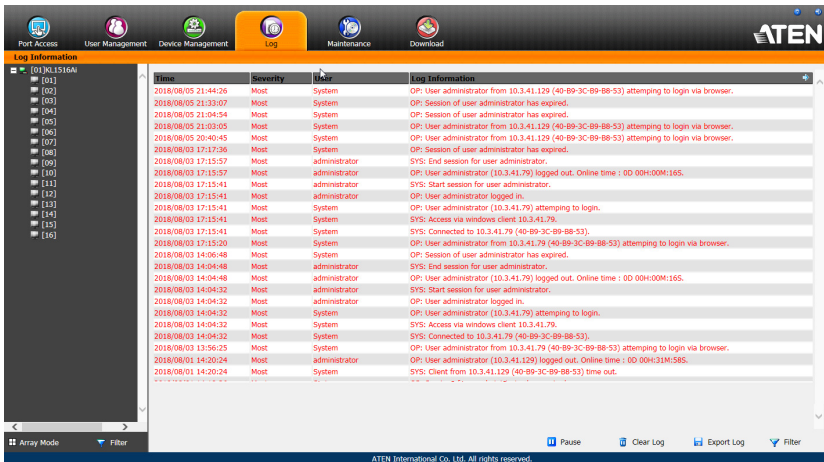 Port Access User Management Device Management Log Maintenance Download
ATEN
Log Information
[01]KL1516Ai
[01]
[02]
[03]
[04]
[05]
[06]
[07]
[08]
[09]
[10]
[11]
[12]
[13]
[14]
[15]
[16]
Time Severity User Log Information
2018/08/05 21:44:26 Most System OP: User administrator from 10.3.41.129 (40-B9-3C-B9-B8-53) attemping to login via browser.
2018/08/05 21:33:07 Most System OP: Session of user administrator has expired.
2018/08/05 21:04:54 Most System OP: Session of user administrator has expired.
2018/08/05 21:03:05 Most System OP: User administrator from 10.3.41.129 (40-B9-3C-B9-B8-53) attemping to login via browser.
2018/08/05 20:40:45 Most System OP: User administrator from 10.3.41.129 (40-B9-3C-B9-B8-53) attemping to login via browser.
2018/08/03 17:17:36 Most System OP: Session of user administrator has expired.
2018/08/03 17:15:57 Most administrator SYS: End session for user administrator.
2018/08/03 17:15:57 Most administrator OP: User administrator (10.3.41.79) logged out. Online time : 0D 00H:00M:16S.
2018/08/03 17:15:41 Most administrator SYS: Start session for user administrator.
2018/08/03 17:15:41 Most administrator OP: User administrator logged in.
2018/08/03 17:15:41 Most System OP: User administrator (10.3.41.79) attemping to login.
2018/08/03 17:15:41 Most System SYS: Access via windows client 10.3.41.79.
2018/08/03 17:15:41 Most System SYS: Connected to 10.3.41.79 (40-B9-3C-B9-B8-53).
2018/08/03 17:15:20 Most System OP: User administrator from 10.3.41.79 (40-B9-3C-B9-B8-53) attemping to login via browser.
2018/08/03 14:06:48 Most System OP: Session of user administrator has expired.
2018/08/03 14:04:48 Most administrator SYS: End session for user administrator.
2018/08/03 14:04:48 Most administrator OP: User administrator (10.3.41.79) logged out. Online time : 0D 00H:00M:16S.
2018/08/03 14:04:32 Most administrator SYS: Start session for user administrator.
2018/08/03 14:04:32 Most administrator OP: User administrator logged in.
2018/08/03 14:04:32 Most System OP: User administrator (10.3.41.79) attemping to login.
2018/08/03 14:04:32 Most System SYS: Access via windows client 10.3.41.79.
2018/08/03 14:04:32 Most System SYS: Connected to 10.3.41.79 (40-B9-3C-B9-B8-53).
2018/08/03 13:56:25 Most System OP: User administrator from 10.3.41.79 (40-B9-3C-B9-B8-53) attemping to login via browser.
2018/08/01 14:20:24 Most administrator OP: User administrator (10.3.41.129) logged out. Online time : 0D 00H:31M:58S.
2018/08/01 14:20:24 Most System SYS: Client from 10.3.41.129 (40-B9-3C-B9-B8-53) time out.
Array Mode Filter Pause Clear Log Export Log Filter
ATEN International Co. Ltd. All rights reserved.